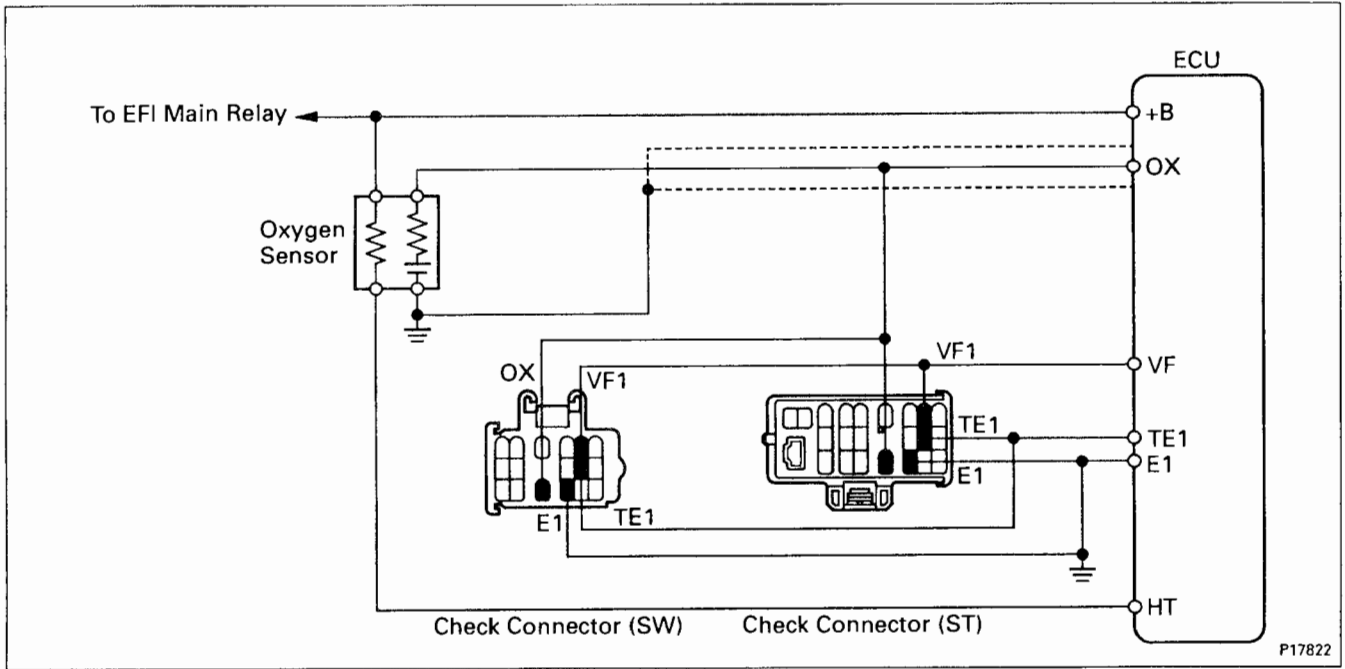 ECU
To EFI Main Relay
+B
OX
Oxygen
Sensor
VF1
OX
VF1
VF
TE1
TE1
E1
E1
E1
TE1
HT
Check Connector (SW)
Check Connector (ST)
P17822